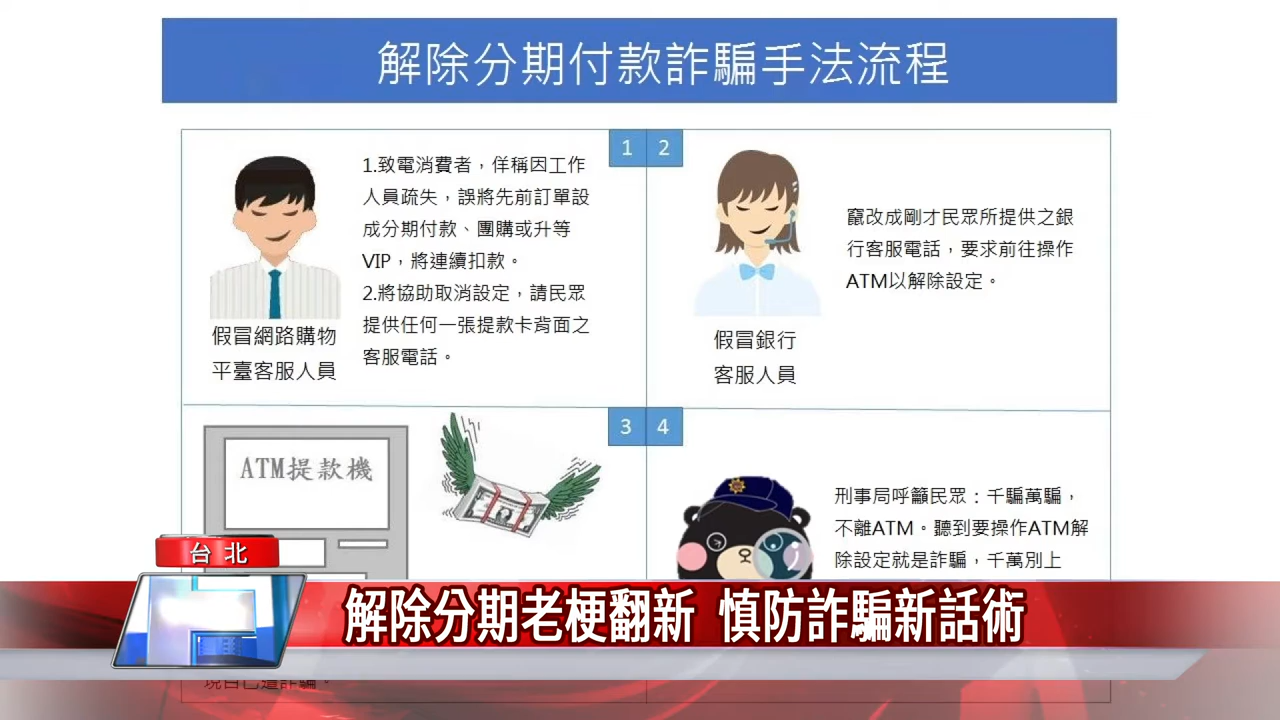 解除分期付款詐騙手法流程
1
2
1.致電消費者，佯稱因工作
人員疏失，誤將先前訂單設
成分期付款、團購或升等
VIP，將連續扣款。
2.將協助取消設定，請民眾
提供任何一張提款卡背面之
客服電話。
假冒網路購物
平臺客服人員
竄改成剛才民眾所提供之銀
行客服電話，要求前往操作
ATM以解除設定。
假冒銀行
客服人員
3
4
ATM提款機
刑事局呼籲民眾：千騙萬騙，
不離ATM。聽到要操作ATM解
除設定就是詐騙，千萬別上
台北
解除分期老梗翻新 慎防詐騙新話術
現自己遭詐騙。